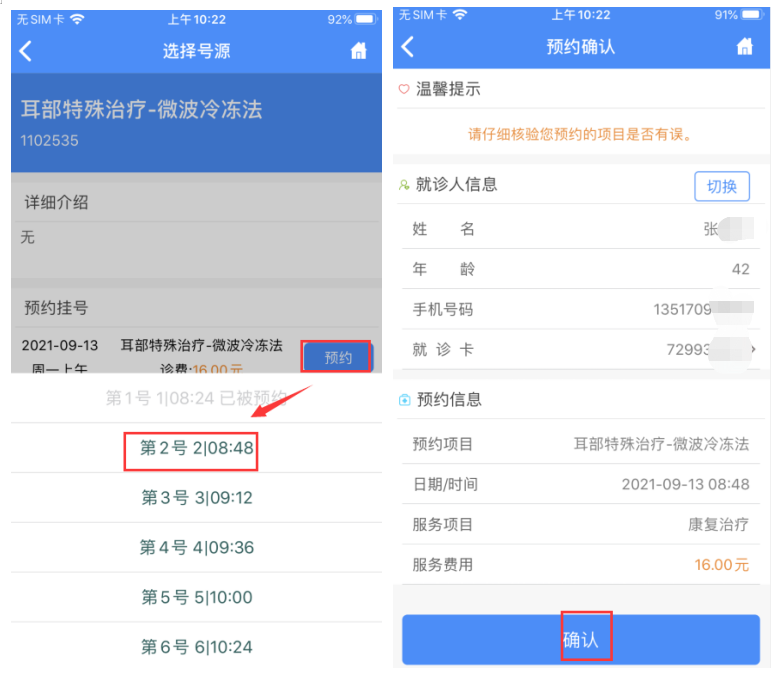 无SIM卡 上午10:22 92%
选择号源
耳部特殊治疗-微波冷冻法
1102535
详细介绍
无
预约挂号
2021-09-13 耳部特殊治疗-微波冷冻法 预约
周一上午 诊费:16.00元
第1号 1|08:24 已被预约
第2号 2|08:48
第3号 3|09:12
第4号 4|09:36
第5号 5|10:00
第6号 6|10:24
无SIM卡 上午10:22 91%
预约确认
温馨提示
请仔细核验您预约的项目是否有误。
就诊人信息 切换
姓 名 张
年 龄 42
手机号码 1351709
就 诊 卡 7299
预约信息
预约项目 耳部特殊治疗-微波冷冻法
日期/时间 2021-09-13 08:48
服务项目 康复治疗
服务费用 16.00元
确认